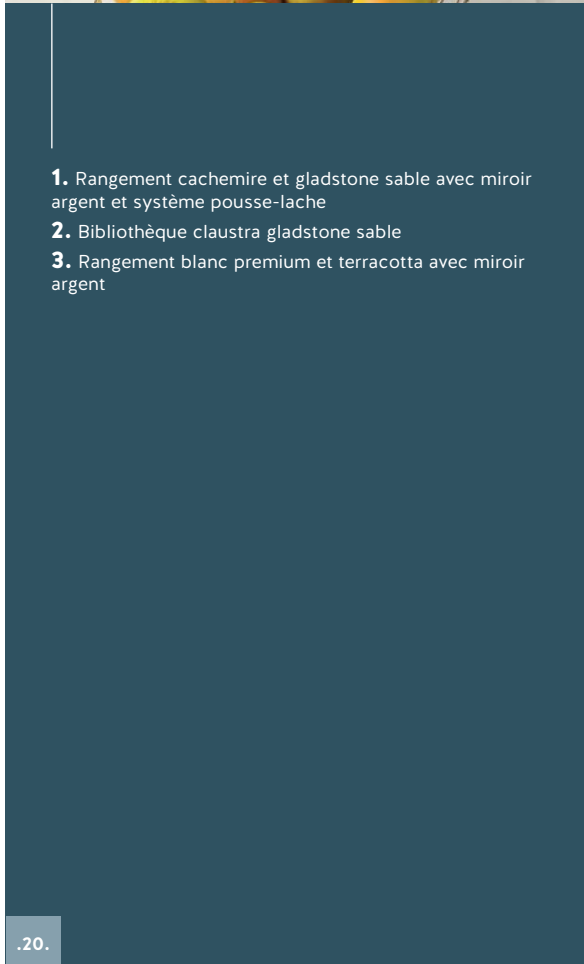 1. Rangement cachemire et gladstone sable avec miroir
argent et système pousse-lache
2. Bibliothèque claustra gladstone sable
3. Rangement blanc premium et terracotta avec miroir
argent
.20.